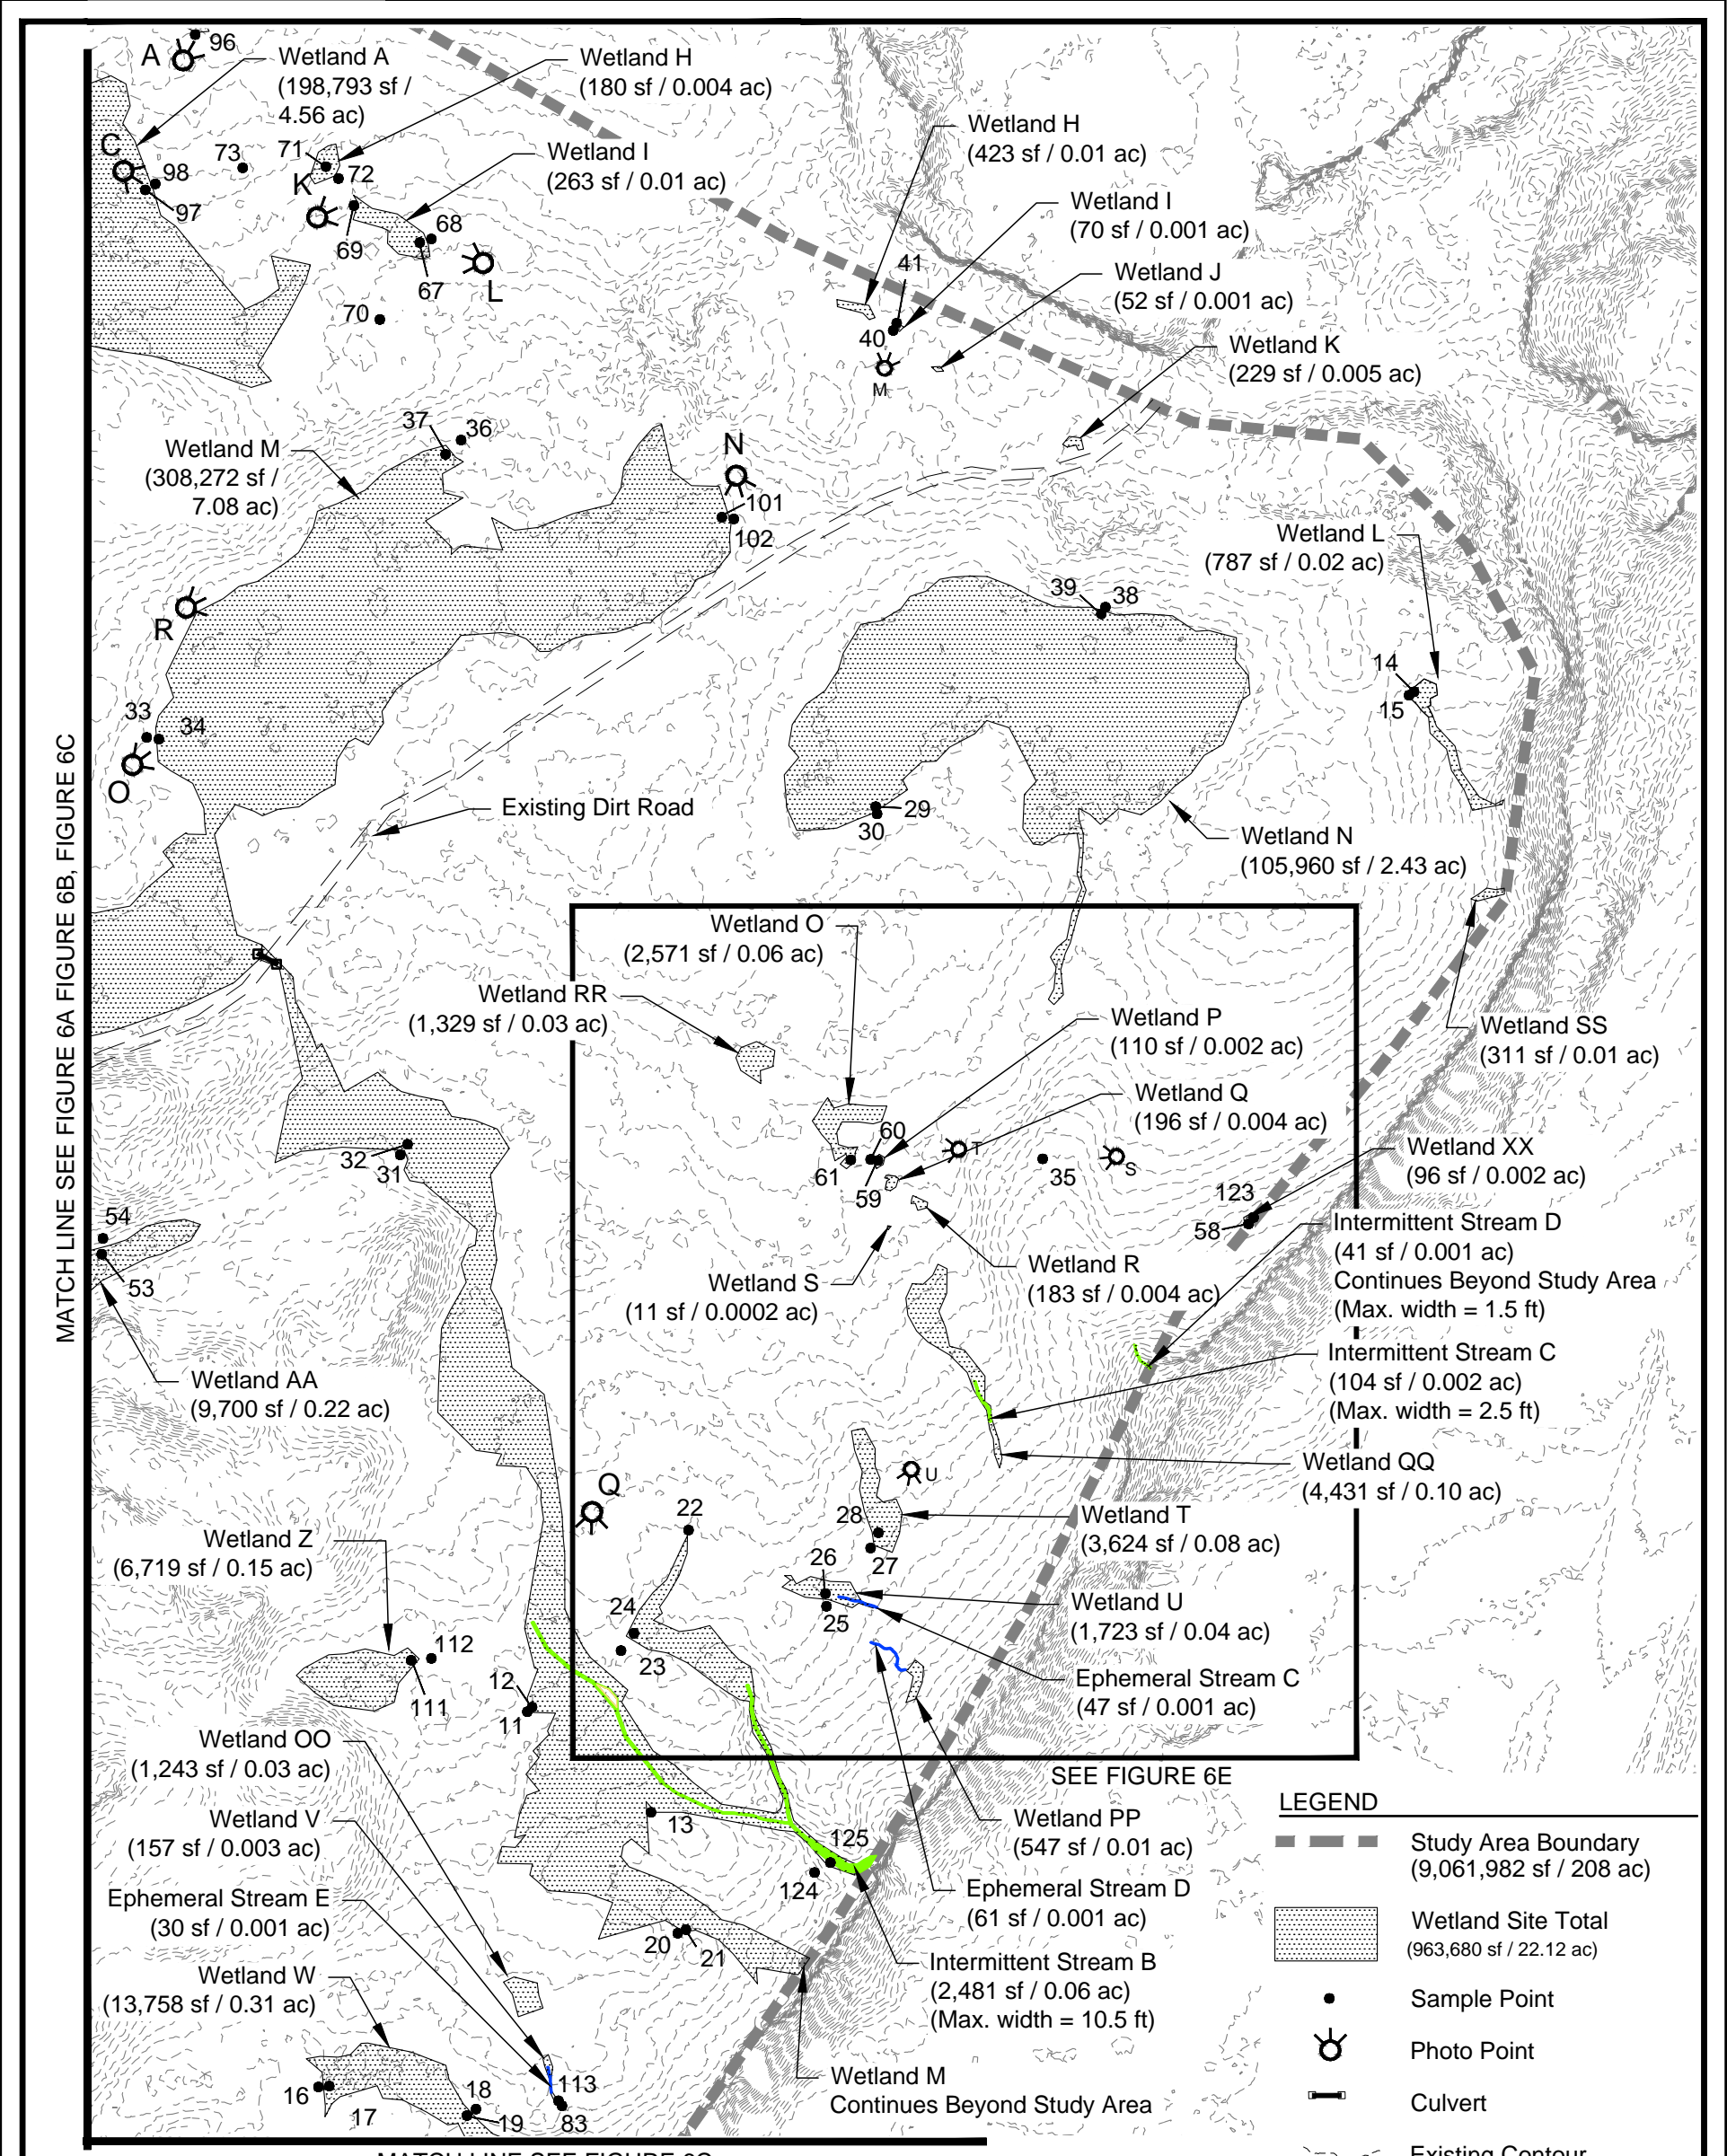 A
96
Wetland A
(198,793 sf /
4.56 ac)
Wetland H
(180 sf / 0.004 ac)
C
98
97
73
71
72
K
Wetland I
(263 sf / 0.01 ac)
69
68
67
L
70
Wetland H
(423 sf / 0.01 ac)
Wetland I
(70 sf / 0.001 ac)
41
40
M
Wetland J
(52 sf / 0.001 ac)
Wetland K
(229 sf / 0.005 ac)
Wetland M
(308,272 sf /
7.08 ac)
37
36
N
101
102
Wetland L
(787 sf / 0.02 ac)
39
38
14
15
R
33
34
O
Existing Dirt Road
29
30
Wetland N
(105,960 sf / 2.43 ac)
MATCH LINE SEE FIGURE 6A FIGURE 6B, FIGURE 6C
Wetland O
(2,571 sf / 0.06 ac)
Wetland RR
(1,329 sf / 0.03 ac)
Wetland P
(110 sf / 0.002 ac)
Wetland SS
(311 sf / 0.01 ac)
Wetland Q
(196 sf / 0.004 ac)
60
61
59
T
35
S
32
31
Wetland XX
(96 sf / 0.002 ac)
123
58
54
53
Intermittent Stream D
(41 sf / 0.001 ac)
Continues Beyond Study Area
(Max. width = 1.5 ft)
Wetland R
(183 sf / 0.004 ac)
Wetland S
(11 sf / 0.0002 ac)
Wetland AA
(9,700 sf / 0.22 ac)
Intermittent Stream C
(104 sf / 0.002 ac)
(Max. width = 2.5 ft)
Wetland QQ
(4,431 sf / 0.10 ac)
Q
22
U
28
27
Wetland T
(3,624 sf / 0.08 ac)
Wetland Z
(6,719 sf / 0.15 ac)
26
25
24
23
Wetland U
(1,723 sf / 0.04 ac)
112
111
12
11
Ephemeral Stream C
(47 sf / 0.001 ac)
Wetland OO
(1,243 sf / 0.03 ac)
SEE FIGURE 6E
Wetland V
(157 sf / 0.003 ac)
13
Wetland PP
(547 sf / 0.01 ac)
125
124
Ephemeral Stream E
(30 sf / 0.001 ac)
Ephemeral Stream D
(61 sf / 0.001 ac)
20
21
Intermittent Stream B
(2,481 sf / 0.06 ac)
(Max. width = 10.5 ft)
Wetland W
(13,758 sf / 0.31 ac)
16
17
18
19
113
83
Wetland M
Continues Beyond Study Area
LEGEND
Study Area Boundary
(9,061,982 sf / 208 ac)
Wetland Site Total
(963,680 sf / 22.12 ac)
Sample Point
Photo Point
Culvert
Existing Contour